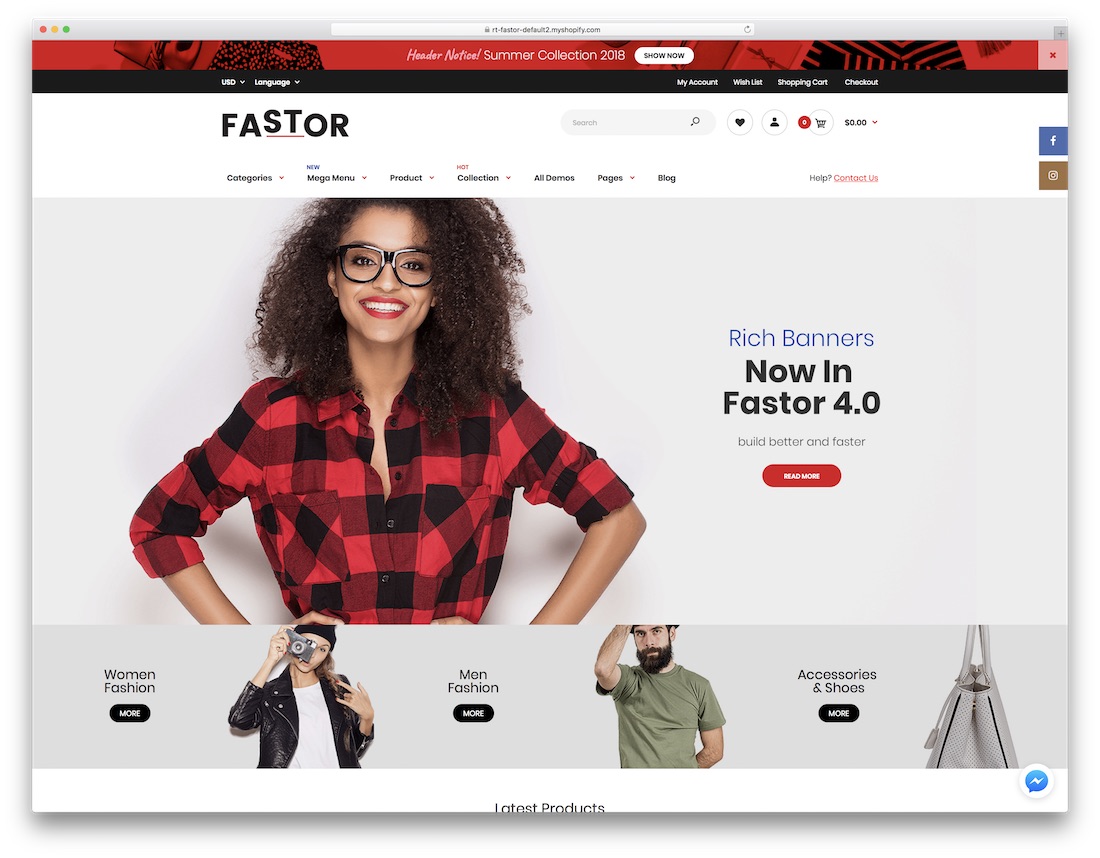 rt-fastor-default2.myshopify.com
Header Notice! Summer Collection 2018 SHOW NOW
USD Language My Account Wish List Shopping Cart Checkout
FASTOR Search 0 $0.00
NEW HOT
Categories Mega Menu Product Collection All Demos Pages Blog Help? Contact Us
Rich Banners
Now In
Fastor 4.0
build better and faster
READ MORE
Women
Fashion
MORE
Men
Fashion
MORE
Accessories
& Shoes
MORE
Latest Products